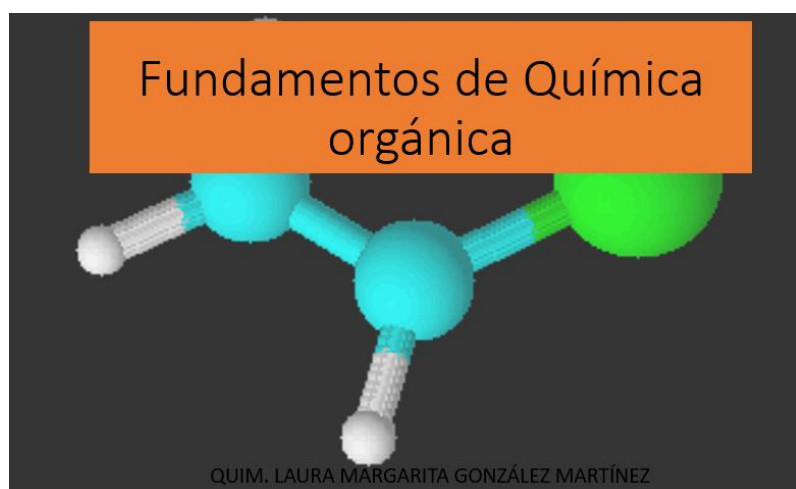 Fundamentos de Química
orgánica
QUIM. LAURA MARGARITA GONZÁLEZ MARTÍNEZ